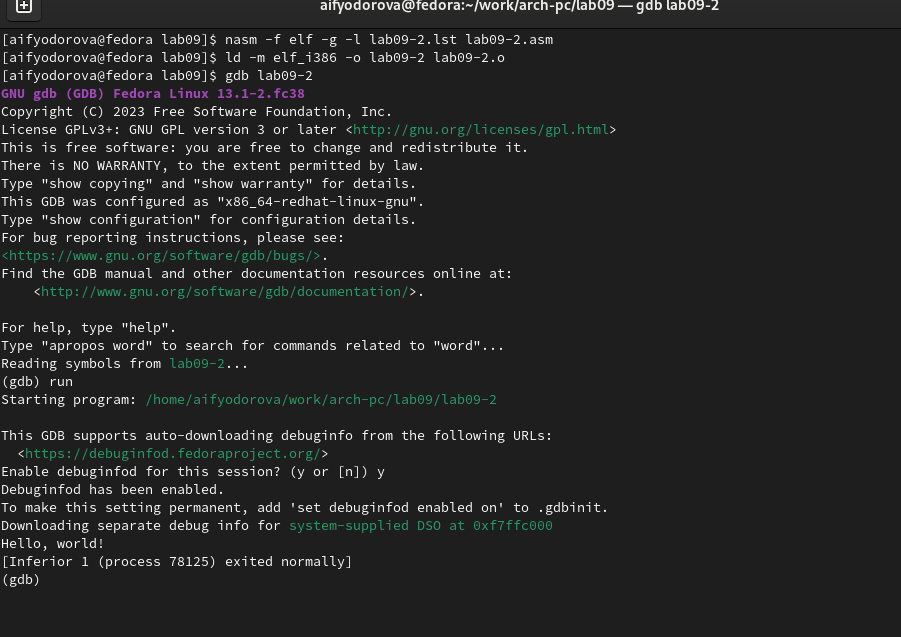 aifyodorova@fedora:~/work/arch-pc/lab09 — gdb lab09-2
[aifyodorova@fedora lab09]$ nasm -f elf -g -l lab09-2.lst lab09-2.asm
[aifyodorova@fedora lab09]$ ld -m elf_i386 -o lab09-2 lab09-2.o
[aifyodorova@fedora lab09]$ gdb lab09-2
GNU gdb (GDB) Fedora Linux 13.1-2.fc38
Copyright (C) 2023 Free Software Foundation, Inc.
License GPLv3+: GNU GPL version 3 or later <http://gnu.org/licenses/gpl.html>
This is free software: you are free to change and redistribute it.
There is NO WARRANTY, to the extent permitted by law.
Type "show copying" and "show warranty" for details.
This GDB was configured as "x86_64-redhat-linux-gnu".
Type "show configuration" for configuration details.
For bug reporting instructions, please see:
<https://www.gnu.org/software/gdb/bugs/>.
Find the GDB manual and other documentation resources online at:
    <http://www.gnu.org/software/gdb/documentation/>.

For help, type "help".
Type "apropos word" to search for commands related to "word"...
Reading symbols from lab09-2...
(gdb) run
Starting program: /home/aifyodorova/work/arch-pc/lab09/lab09-2

This GDB supports auto-downloading debuginfo from the following URLs:
  <https://debuginfod.fedoraproject.org/>
Enable debuginfod for this session? (y or [n]) y
Debuginfod has been enabled.
To make this setting permanent, add 'set debuginfod enabled on' to .gdbinit.
Downloading separate debug info for system-supplied DSO at 0xf7ffc000
Hello, world!
[Inferior 1 (process 78125) exited normally]
(gdb)